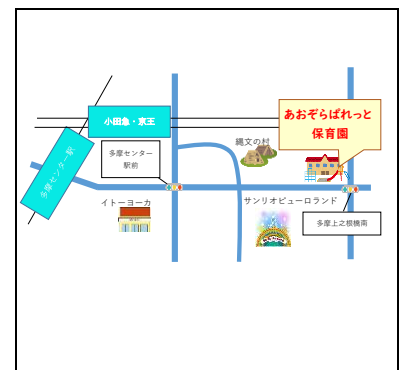 小田急・京王
あおぞらぱれっと
保育園
多摩センター駅
多摩センター
駅前
縄文の村
イトーヨーカ
サンリオピューロランド
多摩上之根橋南